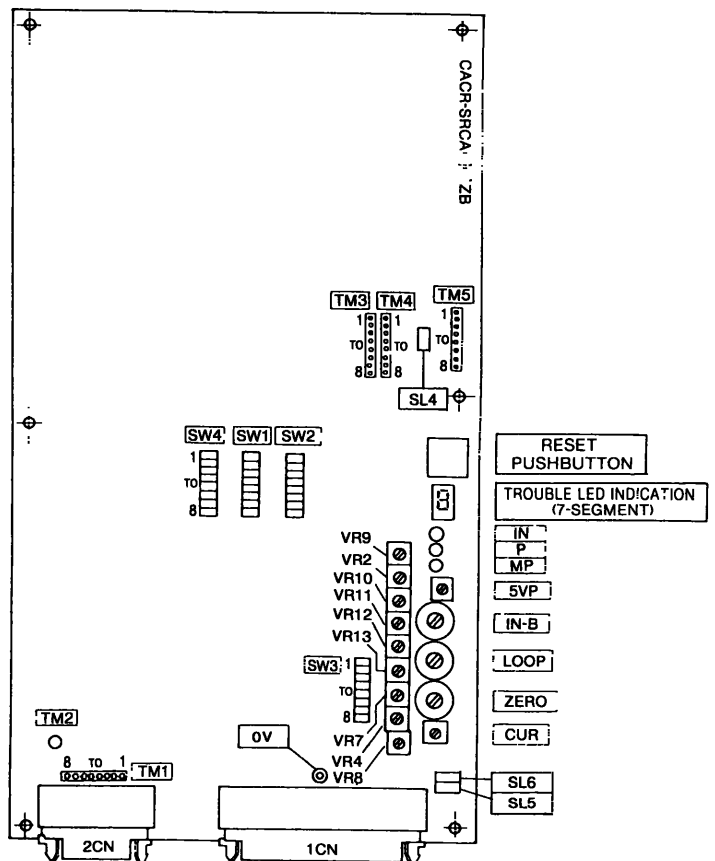 CACR-SRCA ZB
TM3 TM4 TM5
1 1 1
TO TO TO
8 8 8
SL4
SW4 SW1 SW2
1
TO
8
RESET
PUSHBUTTON
TROUBLE LED INDICATION
(7-SEGMENT)
IN
P
MP
5VP
IN-B
LOOP
ZERO
CUR
VR9
VR2
VR10
VR11
VR12
VR13
SW3 1
TO
8
VR7
VR4
VR8
TM2
0V
8 TO 1 TM1
SL6
SL5
2CN 1CN